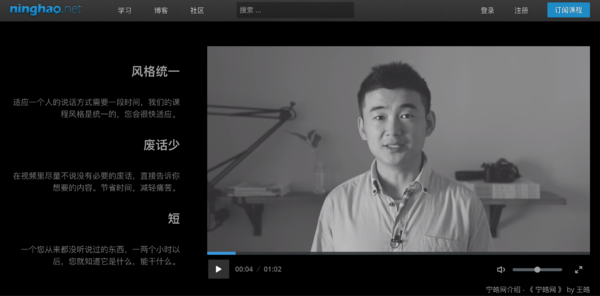 ninghao.net 学习 博客 社区 搜索 ... 登录 注册 订阅课程
风格统一
适应一个人的说话方式需要一段时间,我们的课
程风格是统一的,您会很快适应。
废话少
在视频里尽量不说没有必要的废话,直接告诉你
想要的内容。节省时间,减轻痛苦。
短
一个您从来都没听说过的东西,一两个小时以
后,您就知道它是什么,能干什么。
00:04 / 01:02
宁皓网介绍 -《 宁皓网 》 by 王皓